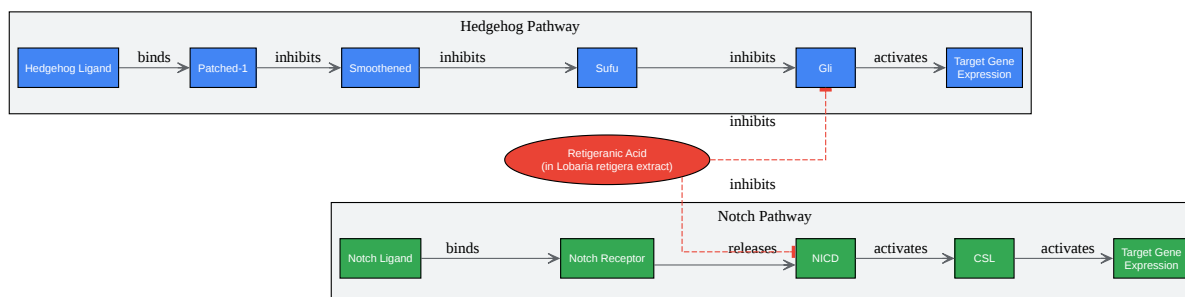 Hedgehog Pathway
Hedgehog Ligand
binds
Patched-1
inhibits
Smoothened
inhibits
Sufu
inhibits
Gli
activates
Target Gene
Expression
inhibits
Retigeranic Acid
(in Lobaria retigera extract)
inhibits
Notch Pathway
Notch Ligand
binds
Notch Receptor
releases
NICD
activates
CSL
activates
Target Gene
Expression